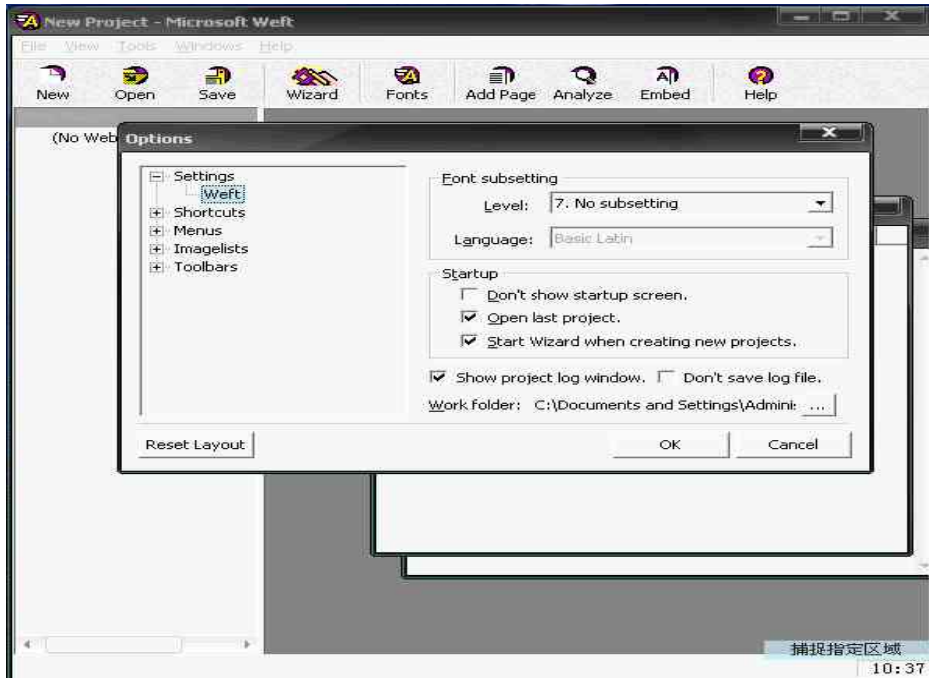 New Project - Microsoft Weft
File View Tools Windows Help
New Open Save Wizard Fonts Add Page Analyze Embed Help
(No Web
Options
Settings
Weft
Shortcuts
Menus
Imagelists
Toolbars
Font subsetting
Level: 7. No subsetting
Language: Basic Latin
Startup
Don't show startup screen.
Open last project.
Start Wizard when creating new projects.
Show project log window. Don't save log file.
Work folder: C:\Documents and Settings\Admini: ...
Reset Layout OK Cancel
捕捉指定区域
10:37